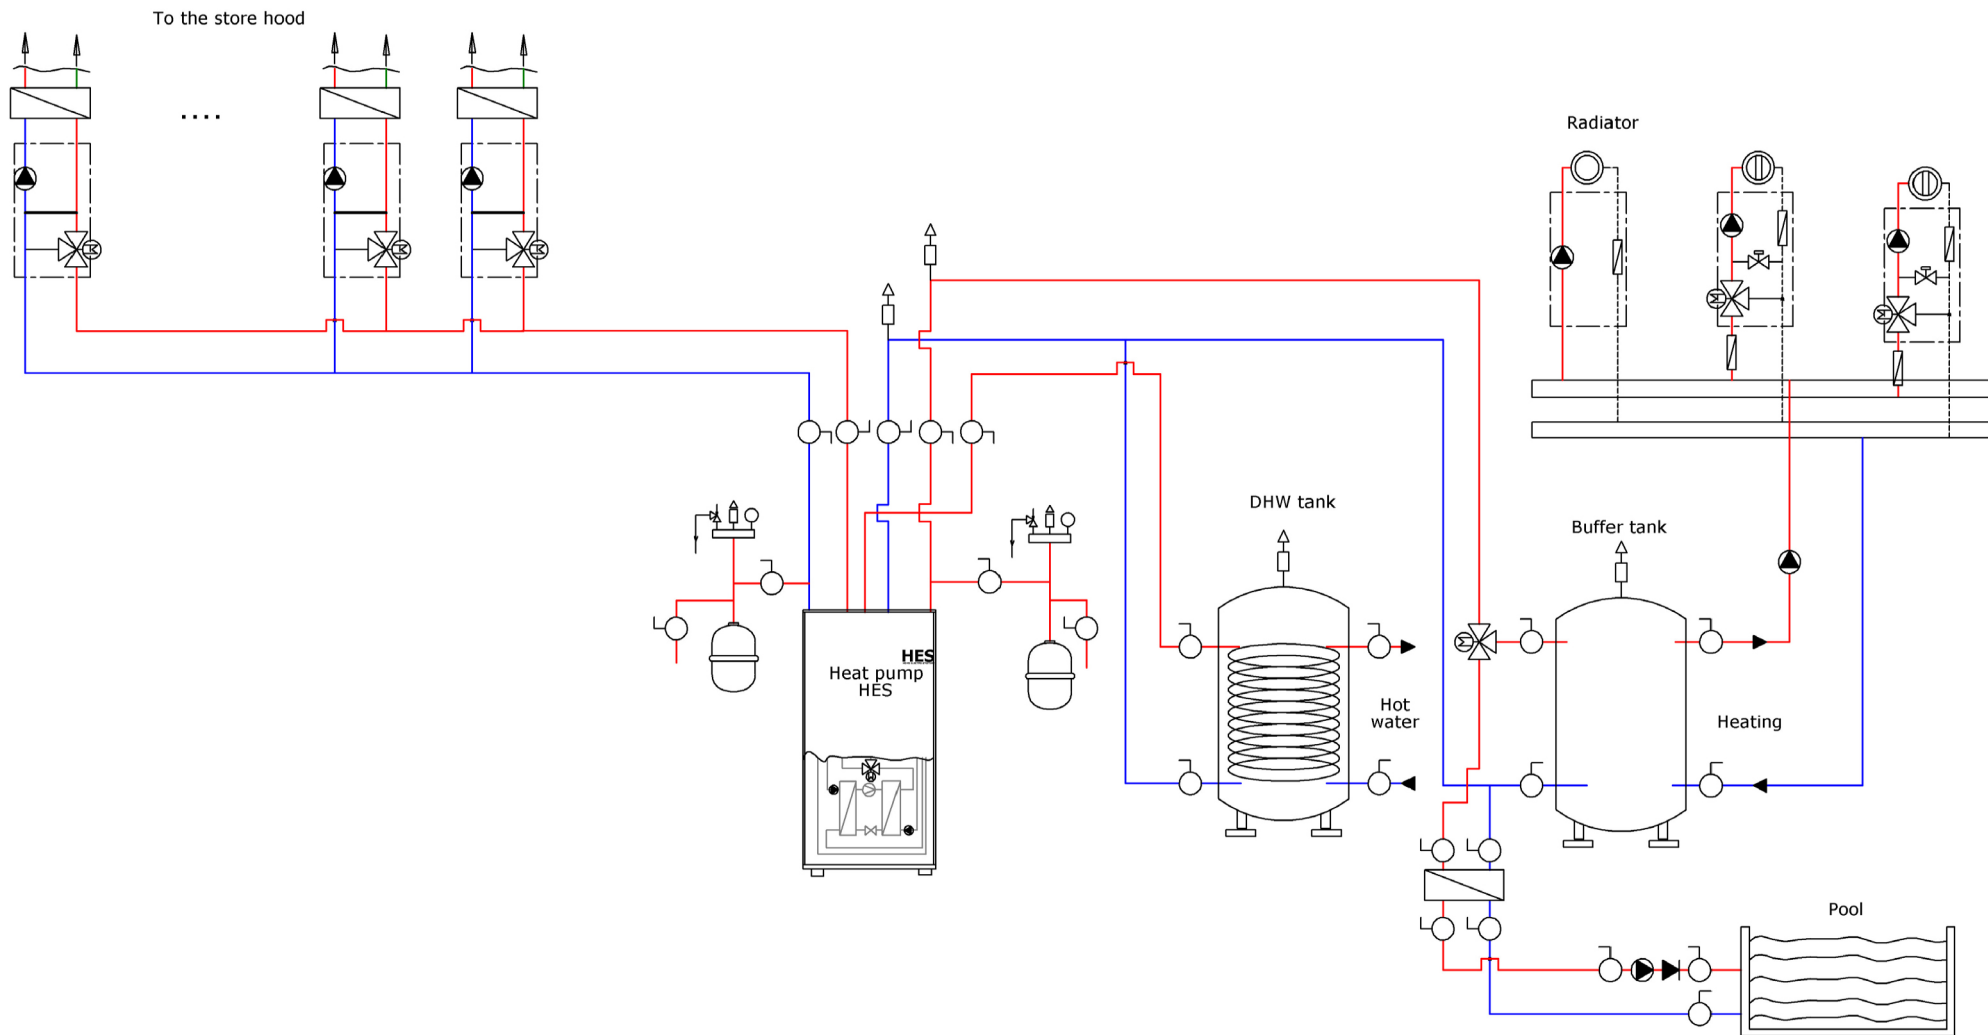 To the store hood
....
Radiator
DHW tank
Buffer tank
HES
Heat pump
HES
Hot
water
Heating
Pool